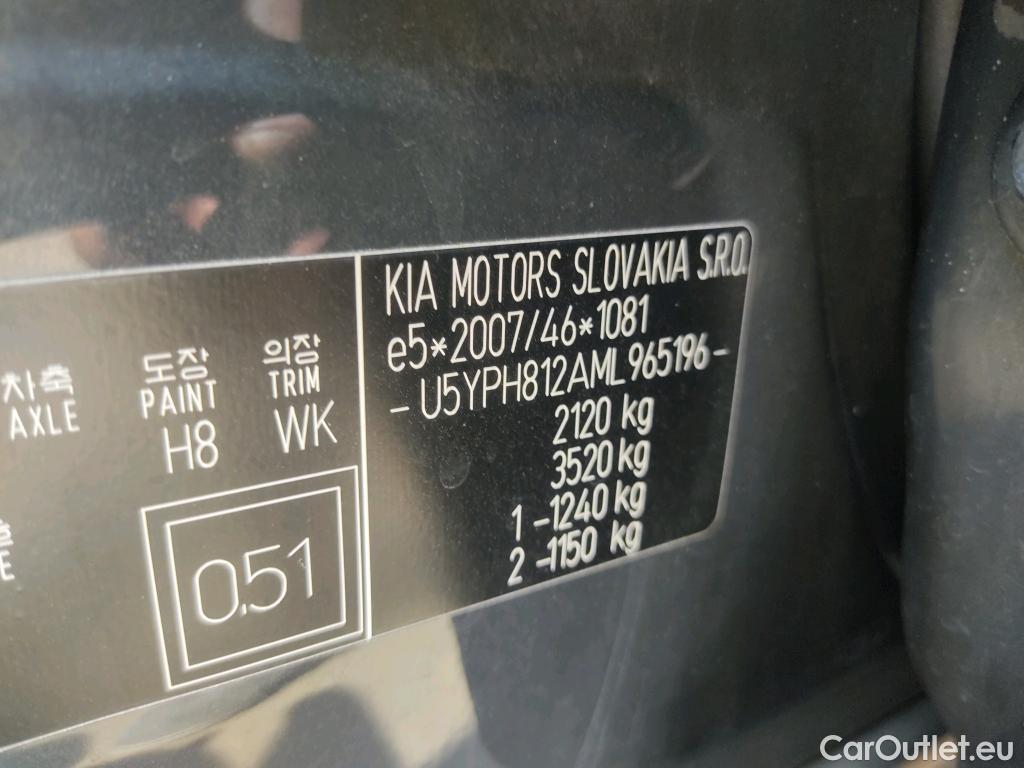 KIA MOTORS SLOVAKIA S.R.O.
e5*2007/46*1081
- U5YPH812AML965196 -
2120 kg
3520 kg
1 -1240 kg
2 -1150 kg
차축
AXLE
도장
PAINT
H8
의장
TRIM
WK
0.51
E
CarOutlet.eu